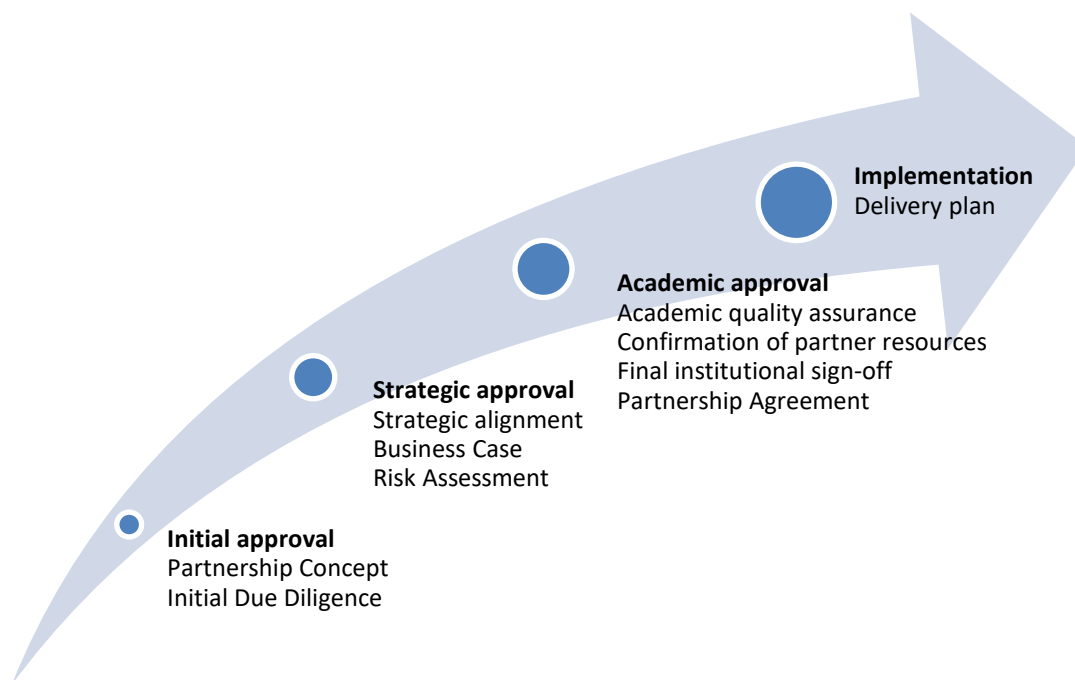 Implementation
Delivery plan
Academic approval
Academic quality assurance
Confirmation of partner resources
Final institutional sign-off
Partnership Agreement
Strategic approval
Strategic alignment
Business Case
Risk Assessment
Initial approval
Partnership Concept
Initial Due Diligence